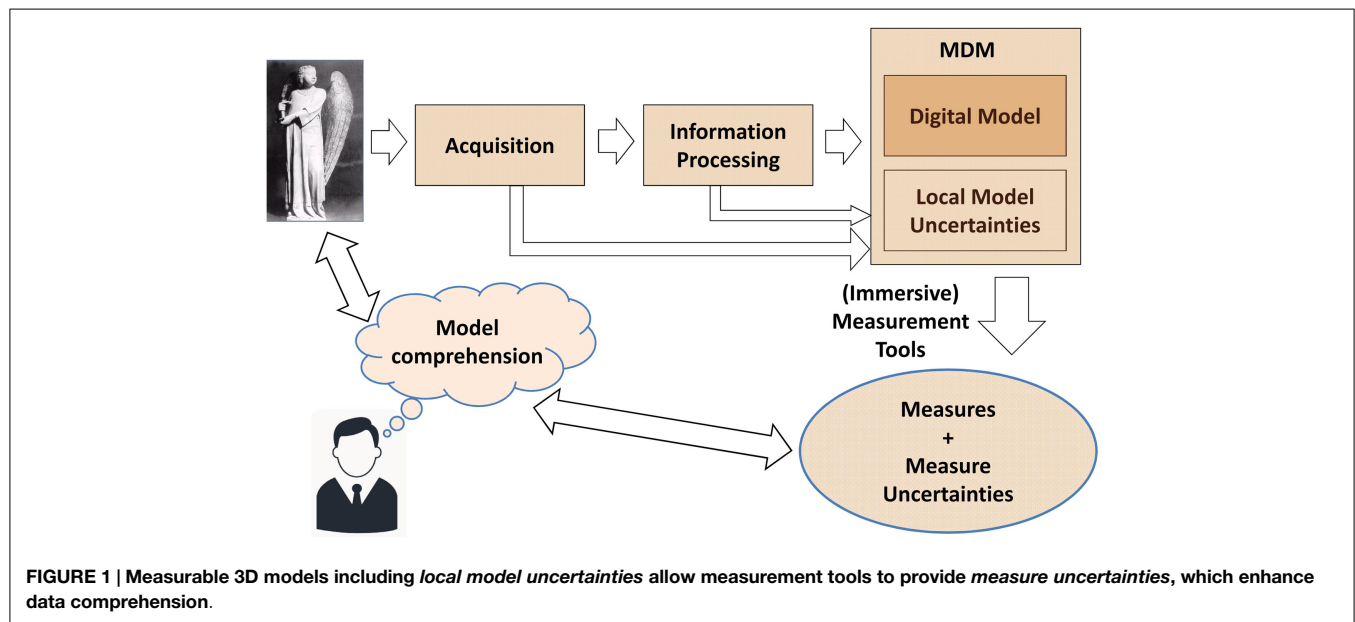 MDM
Digital Model
Acquisition
Information
Processing
Local Model
Uncertainties
(Immersive)
Measurement
Tools
Model
comprehension
Measures
+
Measure
Uncertainties
FIGURE 1 | Measurable 3D models including local model uncertainties allow measurement tools to provide measure uncertainties, which enhance
data comprehension.